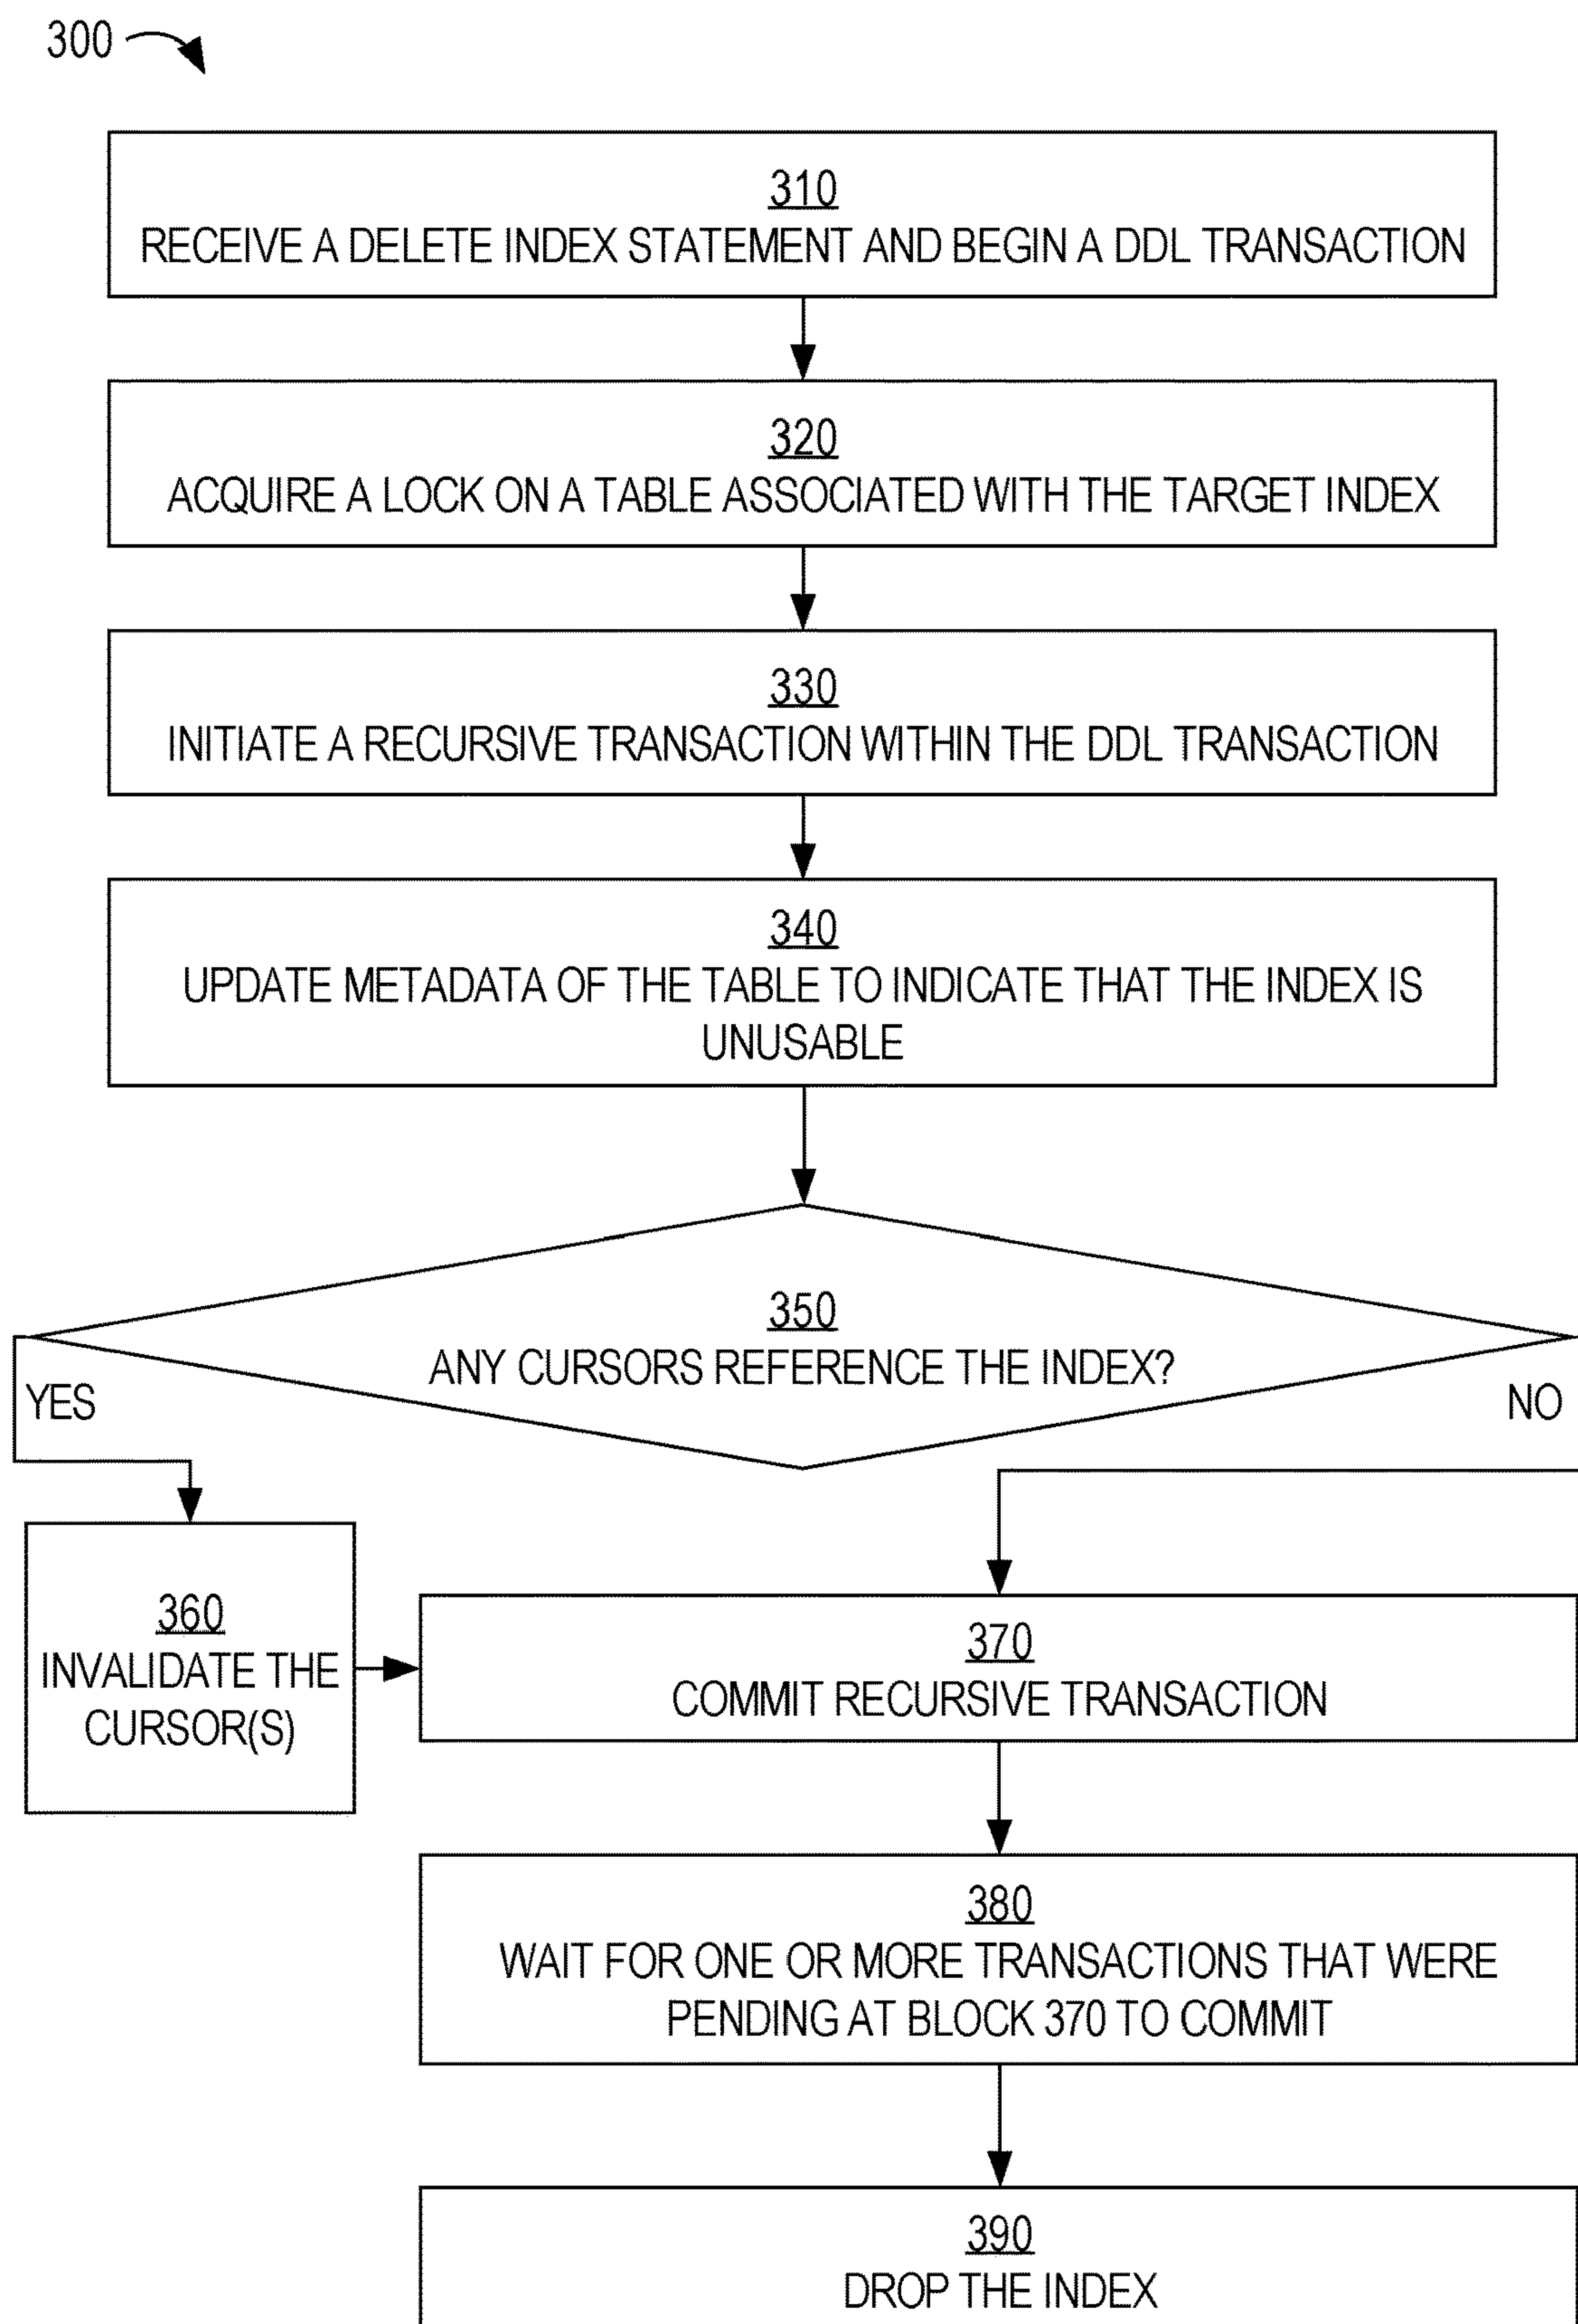 300
310
RECEIVE A DELETE INDEX STATEMENT AND BEGIN A DDL TRANSACTION
320
ACQUIRE A LOCK ON A TABLE ASSOCIATED WITH THE TARGET INDEX
330
INITIATE A RECURSIVE TRANSACTION WITHIN THE DDL TRANSACTION
340
UPDATE METADATA OF THE TABLE TO INDICATE THAT THE INDEX IS
UNUSABLE
350
ANY CURSORS REFERENCE THE INDEX?
YES
NO
360
INVALIDATE THE
CURSOR(S)
370
COMMIT RECURSIVE TRANSACTION
380
WAIT FOR ONE OR MORE TRANSACTIONS THAT WERE
PENDING AT BLOCK 370 TO COMMIT
390
DROP THE INDEX